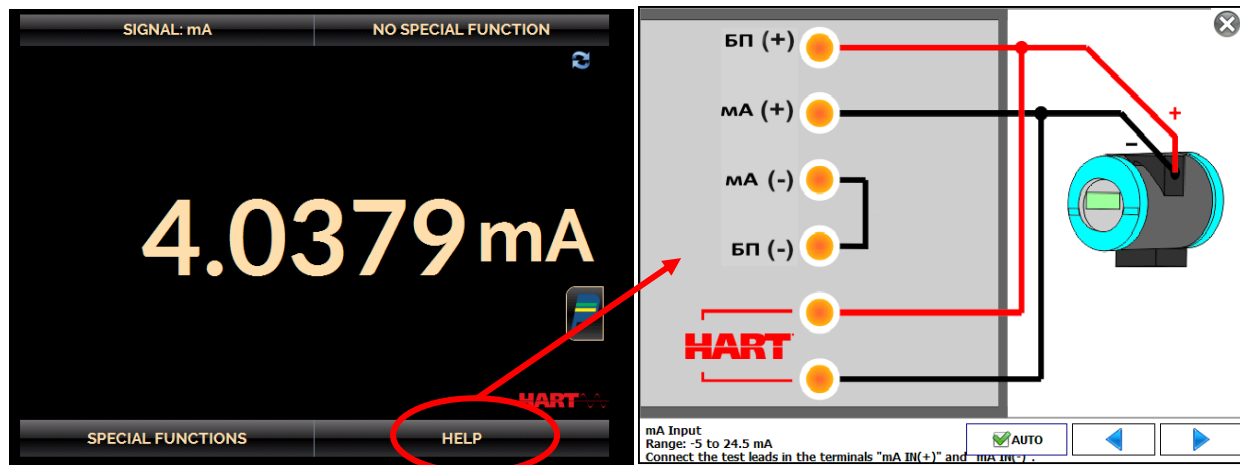 SIGNAL: mA
NO SPECIAL FUNCTION
4.0379 mA
HART
SPECIAL FUNCTIONS
HELP
БП (+)
мА (+)
мА (-)
БП (-)
HART
+
-
mA Input
Range: -5 to 24.5 mA
Connect the test leads in the terminals "mA IN(+)" and "mA IN(-)".
AUTO